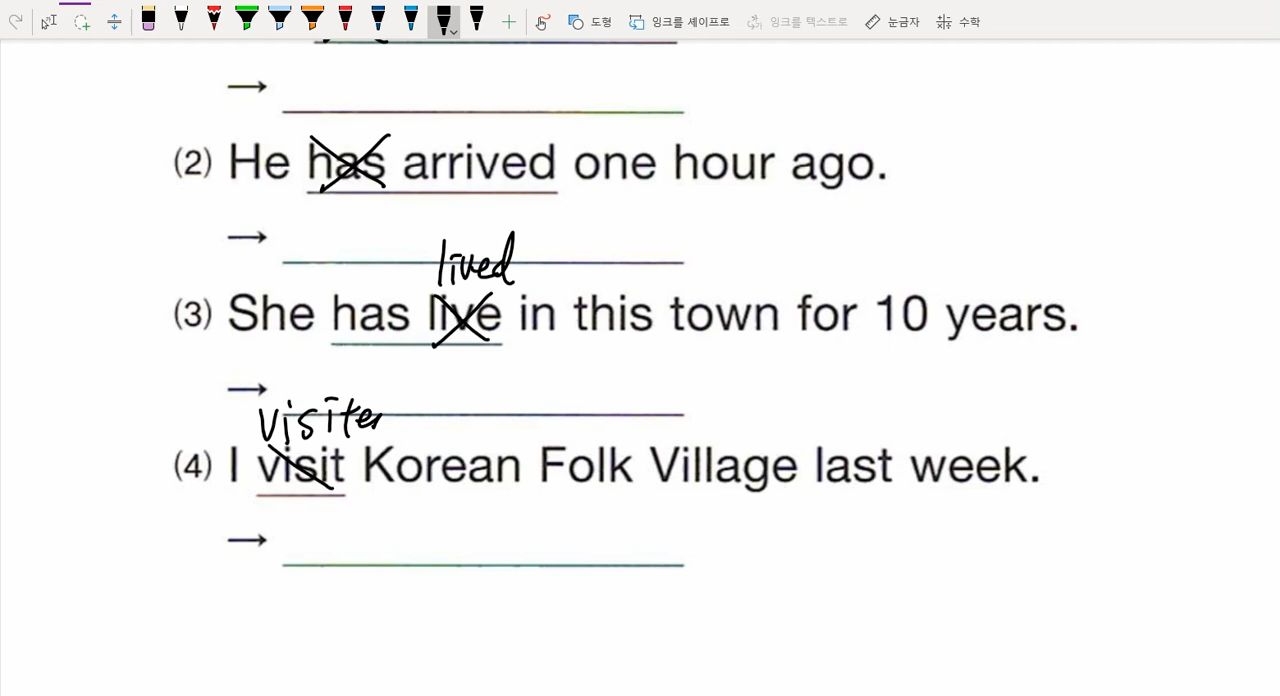 도형 잉크를 셰이프로 잉크를 텍스트로 눈금자 수학
→
(2) He has arrived one hour ago.
→
lived
(3) She has live in this town for 10 years.
→
visite
(4) I visit Korean Folk Village last week.
→